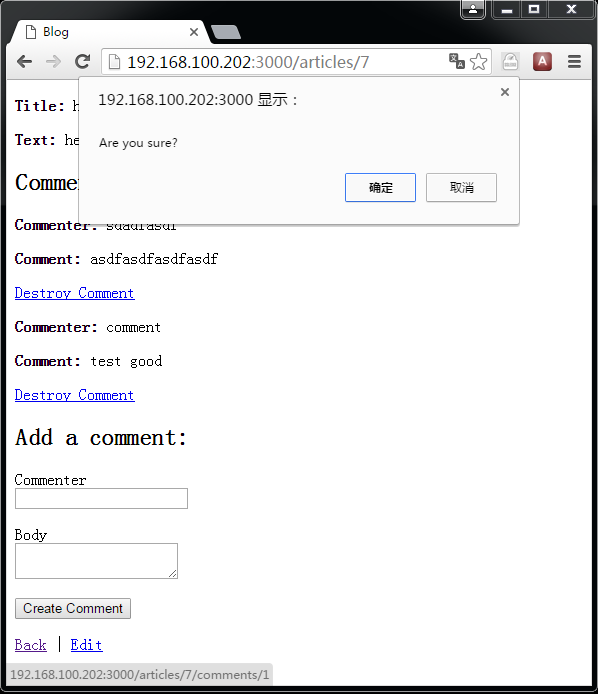 Blog
192.168.100.202:3000/articles/7
192.168.100.202:3000 显示：
Are you sure?
确定 取消
Title:
Text:
Commenter: sdadfasdf
Comment: asdfasdfasdfasdf
Destroy Comment
Commenter: comment
Comment: test good
Destroy Comment
Add a comment:
Commenter
Body
Create Comment
Back | Edit
192.168.100.202:3000/articles/7/comments/1